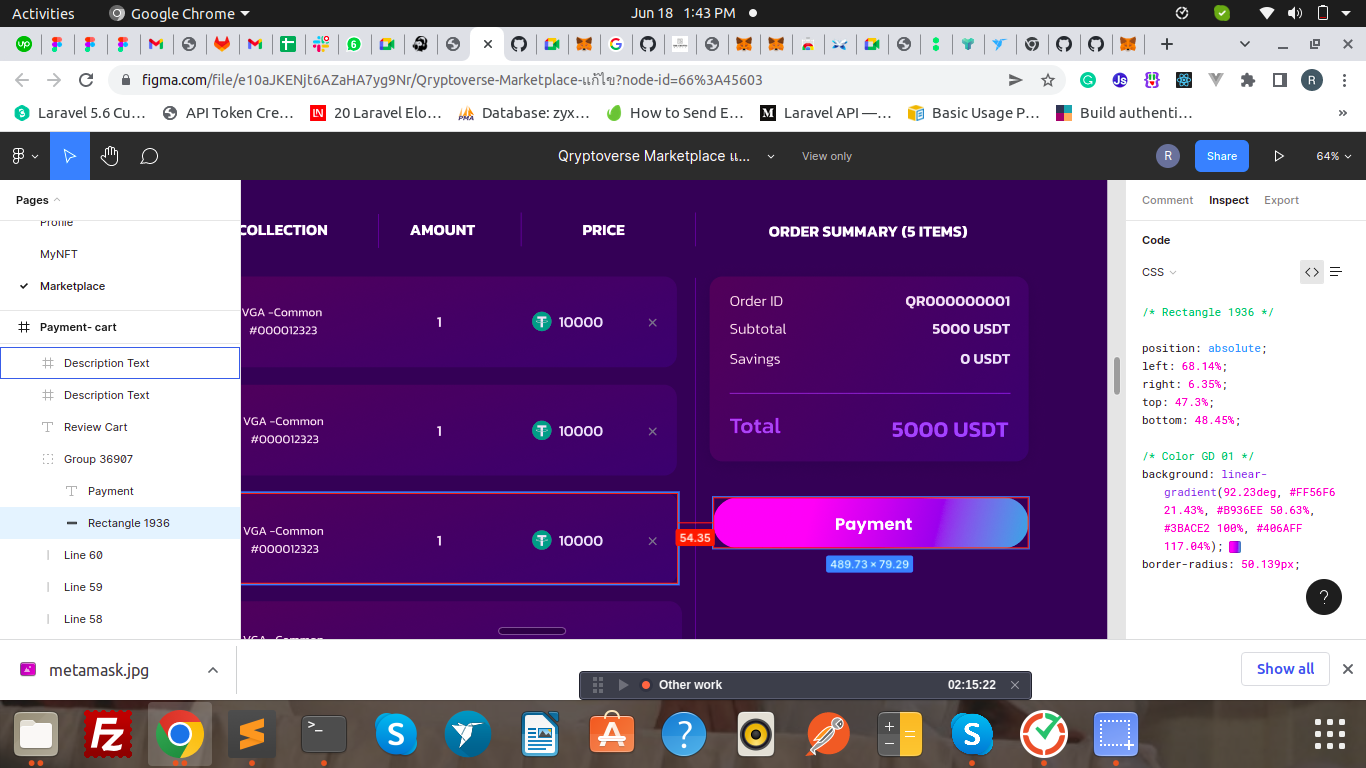 Activities
Google Chrome
Jun 18 1:43 PM
figma.com/file/e10aJKENjt6AZaHA7yg9Nr/Qryptoverse-Marketplace-แก้ไข?node-id=66%3A45603
R
Laravel 5.6 Cu…
API Token Cre…
20 Laravel Elo…
Database: zyx…
How to Send E…
Laravel API —…
Basic Usage P…
Build authenti…
»
Qryptoverse Marketplace แ...
View only
R
Share
64%
Pages
Profile
MyNFT
Marketplace
Payment- cart
Description Text
Description Text
Review Cart
Group 36907
Payment
Rectangle 1936
Line 60
Line 59
Line 58
COLLECTION
AMOUNT
PRICE
ORDER SUMMARY (5 ITEMS)
VGA -Common
#000012323
1
10000
VGA -Common
#000012323
1
10000
VGA -Common
#000012323
1
10000
VGA -Common
Order ID QR000000001
Subtotal 5000 USDT
Savings 0 USDT
Total 5000 USDT
54.35
Payment
489.73 × 79.29
Comment Inspect Export
Code
CSS
/* Rectangle 1936 */
position: absolute;
left: 68.14%;
right: 6.35%;
top: 47.3%;
bottom: 48.45%;
/* Color GD 01 */
background: linear-
gradient(92.23deg, #FF56F6
21.43%, #B936EE 50.63%,
#3BACE2 100%, #406AFF
117.04%);
border-radius: 50.139px;
?
metamask.jpg
Show all
Other work
02:15:22